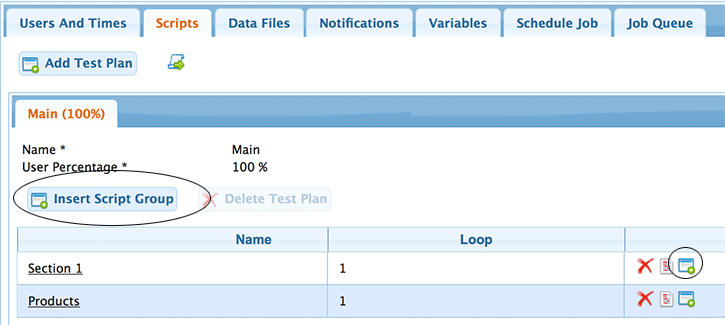 Users And Times Scripts Data Files Notifications Variables Schedule Job Job Queue
Add Test Plan
Main (100%)
Name * Main
User Percentage * 100 %
Insert Script Group Delete Test Plan
Name Loop
Section 1 1
Products 1